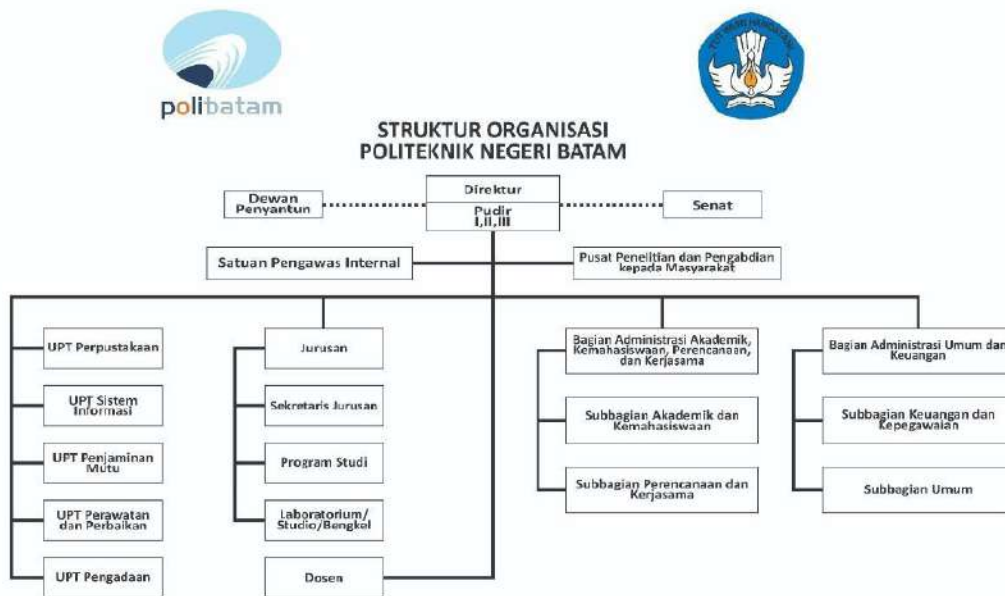 polibatam
TUT WURI HANDAYANI
STRUKTUR ORGANISASI
POLITEKNIK NEGERI BATAM
Direktur
Pudir
I,II,III
Dewan
Penyantun
Senat
Satuan Pengawas Internal
Pusat Penelitian dan Pengabdian
kepada Masyarakat
UPT Perpustakaan
UPT Sistem
Informasi
UPT Penjaminan
Mutu
UPT Perawatan
dan Perbaikan
UPT Pengadaan
Jurusan
Sekretaris Jurusan
Program Studi
Laboratorium/
Studio/Bengkel
Dosen
Bagian Administrasi Akademik,
Kemahasiswaan, Perencanaan,
dan Kerjasama
Subbagian Akademik dan
Kemahasiswaan
Subbagian Perencanaan dan
Kerjasama
Bagian Administrasi Umum dan
Keuangan
Subbagian Keuangan dan
Kepegawaian
Subbagian Umum